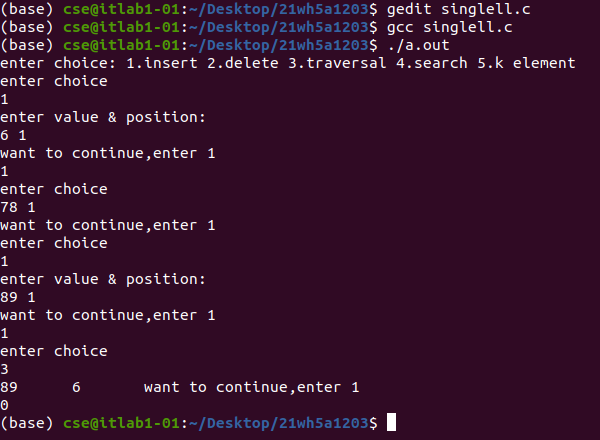 (base) cse@itlab1-01:~/Desktop/21wh5a1203$ gedit singlell.c
(base) cse@itlab1-01:~/Desktop/21wh5a1203$ gcc singlell.c
(base) cse@itlab1-01:~/Desktop/21wh5a1203$ ./a.out
enter choice: 1.insert 2.delete 3.traversal 4.search 5.k element
enter choice
1
enter value & position:
6 1
want to continue,enter 1
1
enter choice
78 1
want to continue,enter 1
enter choice
1
enter value & position:
89 1
want to continue,enter 1
1
enter choice
3
89 6 want to continue,enter 1
0
(base) cse@itlab1-01:~/Desktop/21wh5a1203$